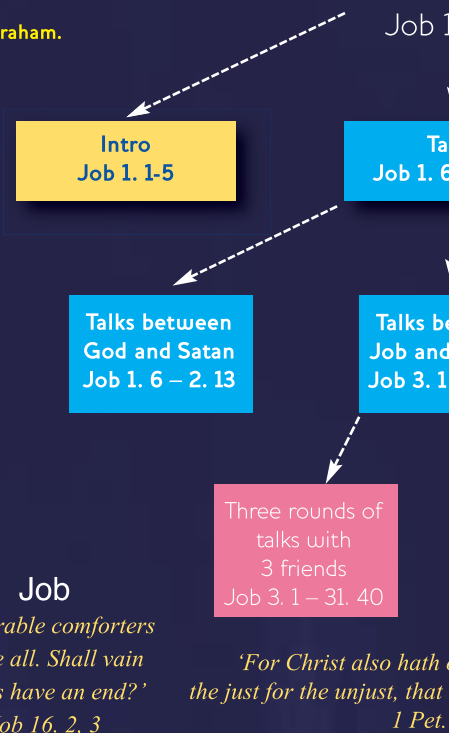 raham.
Job 1
Intro
Job 1. 1-5
Ta
Job 1. 6
Talks between
God and Satan
Job 1. 6 – 2. 13
Talks be
Job and
Job 3. 1
Three rounds of
talks with
3 friends
Job 3. 1 – 31. 40
Job
rable comforters
e all. Shall vain
s have an end?’
ob 16. 2, 3
‘For Christ also hath
the just for the unjust, that
1 Pet.